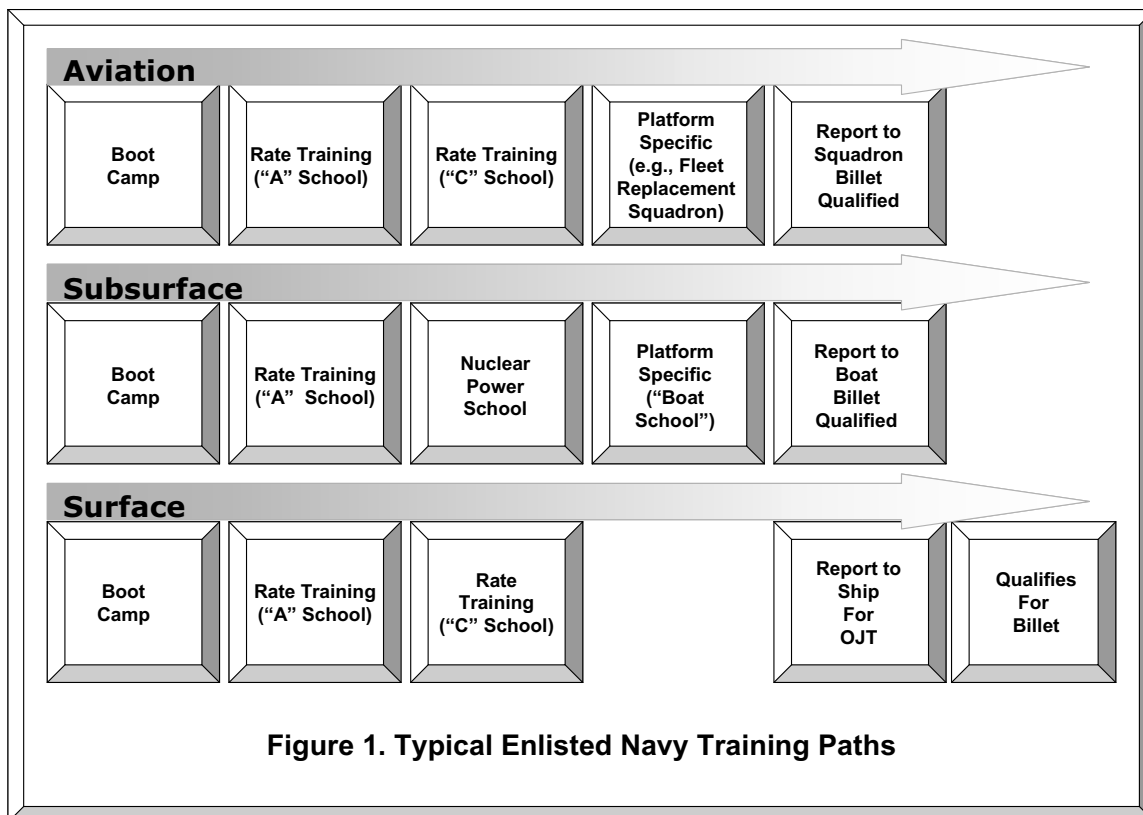 Aviation
Boot
Camp
Rate Training
(“A” School)
Rate Training
(“C” School)
Platform
Specific
(e.g., Fleet
Replacement
Squadron)
Report to
Squadron
Billet
Qualified
Subsurface
Boot
Camp
Rate Training
(“A” School)
Nuclear
Power
School
Platform
Specific
(“Boat
School”)
Report to
Boat
Billet
Qualified
Surface
Boot
Camp
Rate Training
(“A” School)
Rate
Training
(“C” School)
Report to
Ship
For
OJT
Qualifies
For
Billet
Figure 1. Typical Enlisted Navy Training Paths